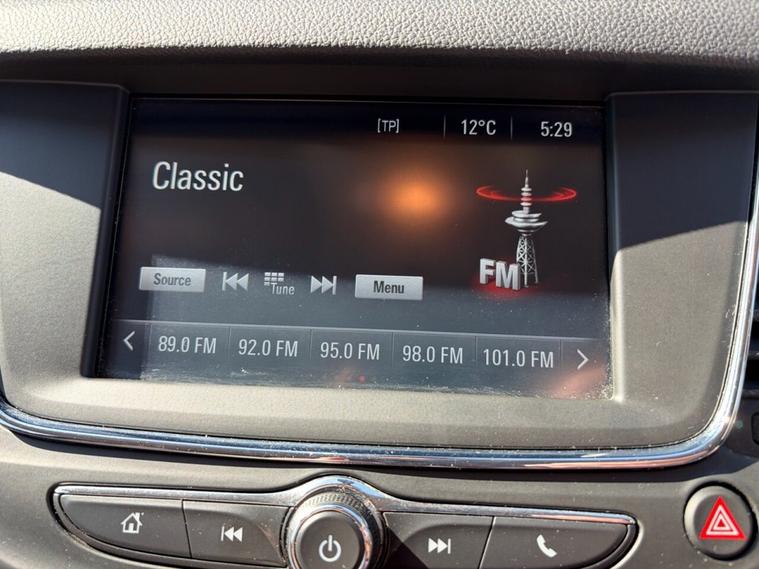 [TP] 12°C 5:29
Classic
FM
Source Tune Menu
89.0 FM 92.0 FM 95.0 FM 98.0 FM 101.0 FM